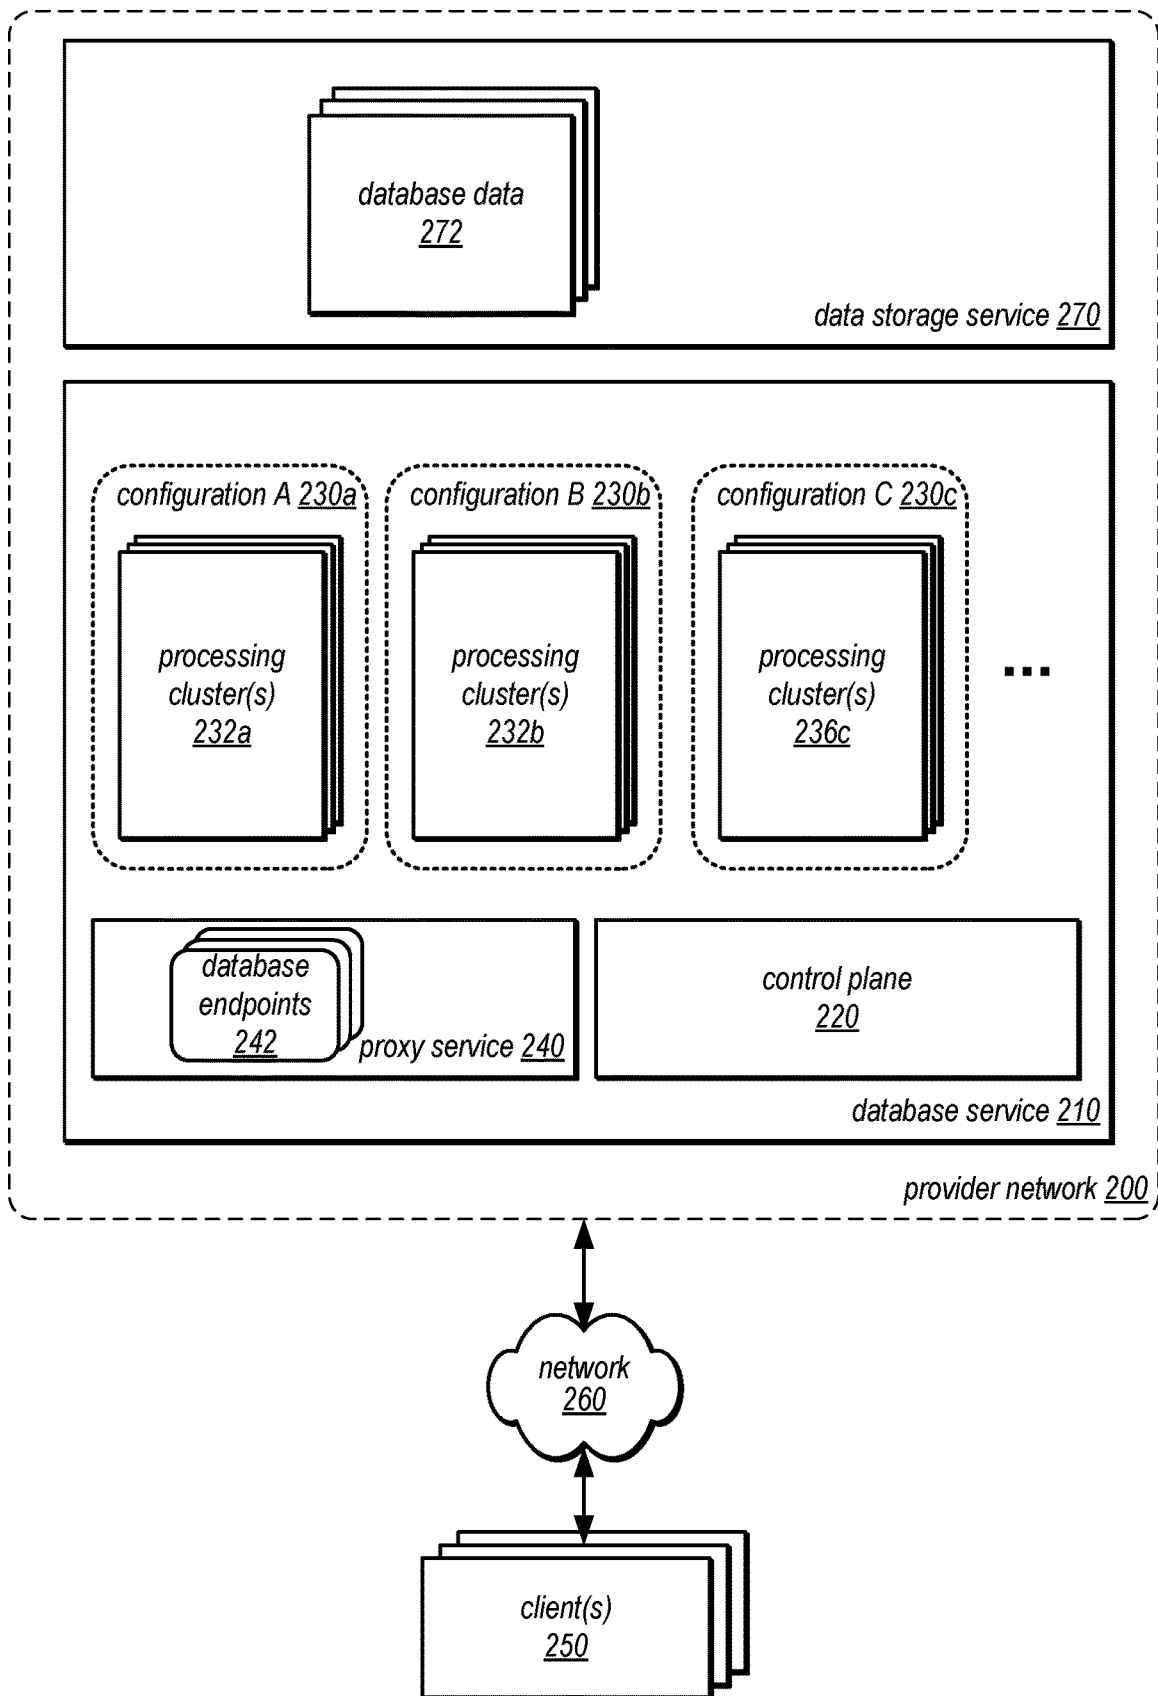 database data
272
data storage service 270
configuration A 230a
configuration B 230b
configuration C 230c
processing
cluster(s)
232a
processing
cluster(s)
232b
processing
cluster(s)
236c
...
database
endpoints
242
proxy service 240
control plane
220
database service 210
provider network 200
network
260
client(s)
250